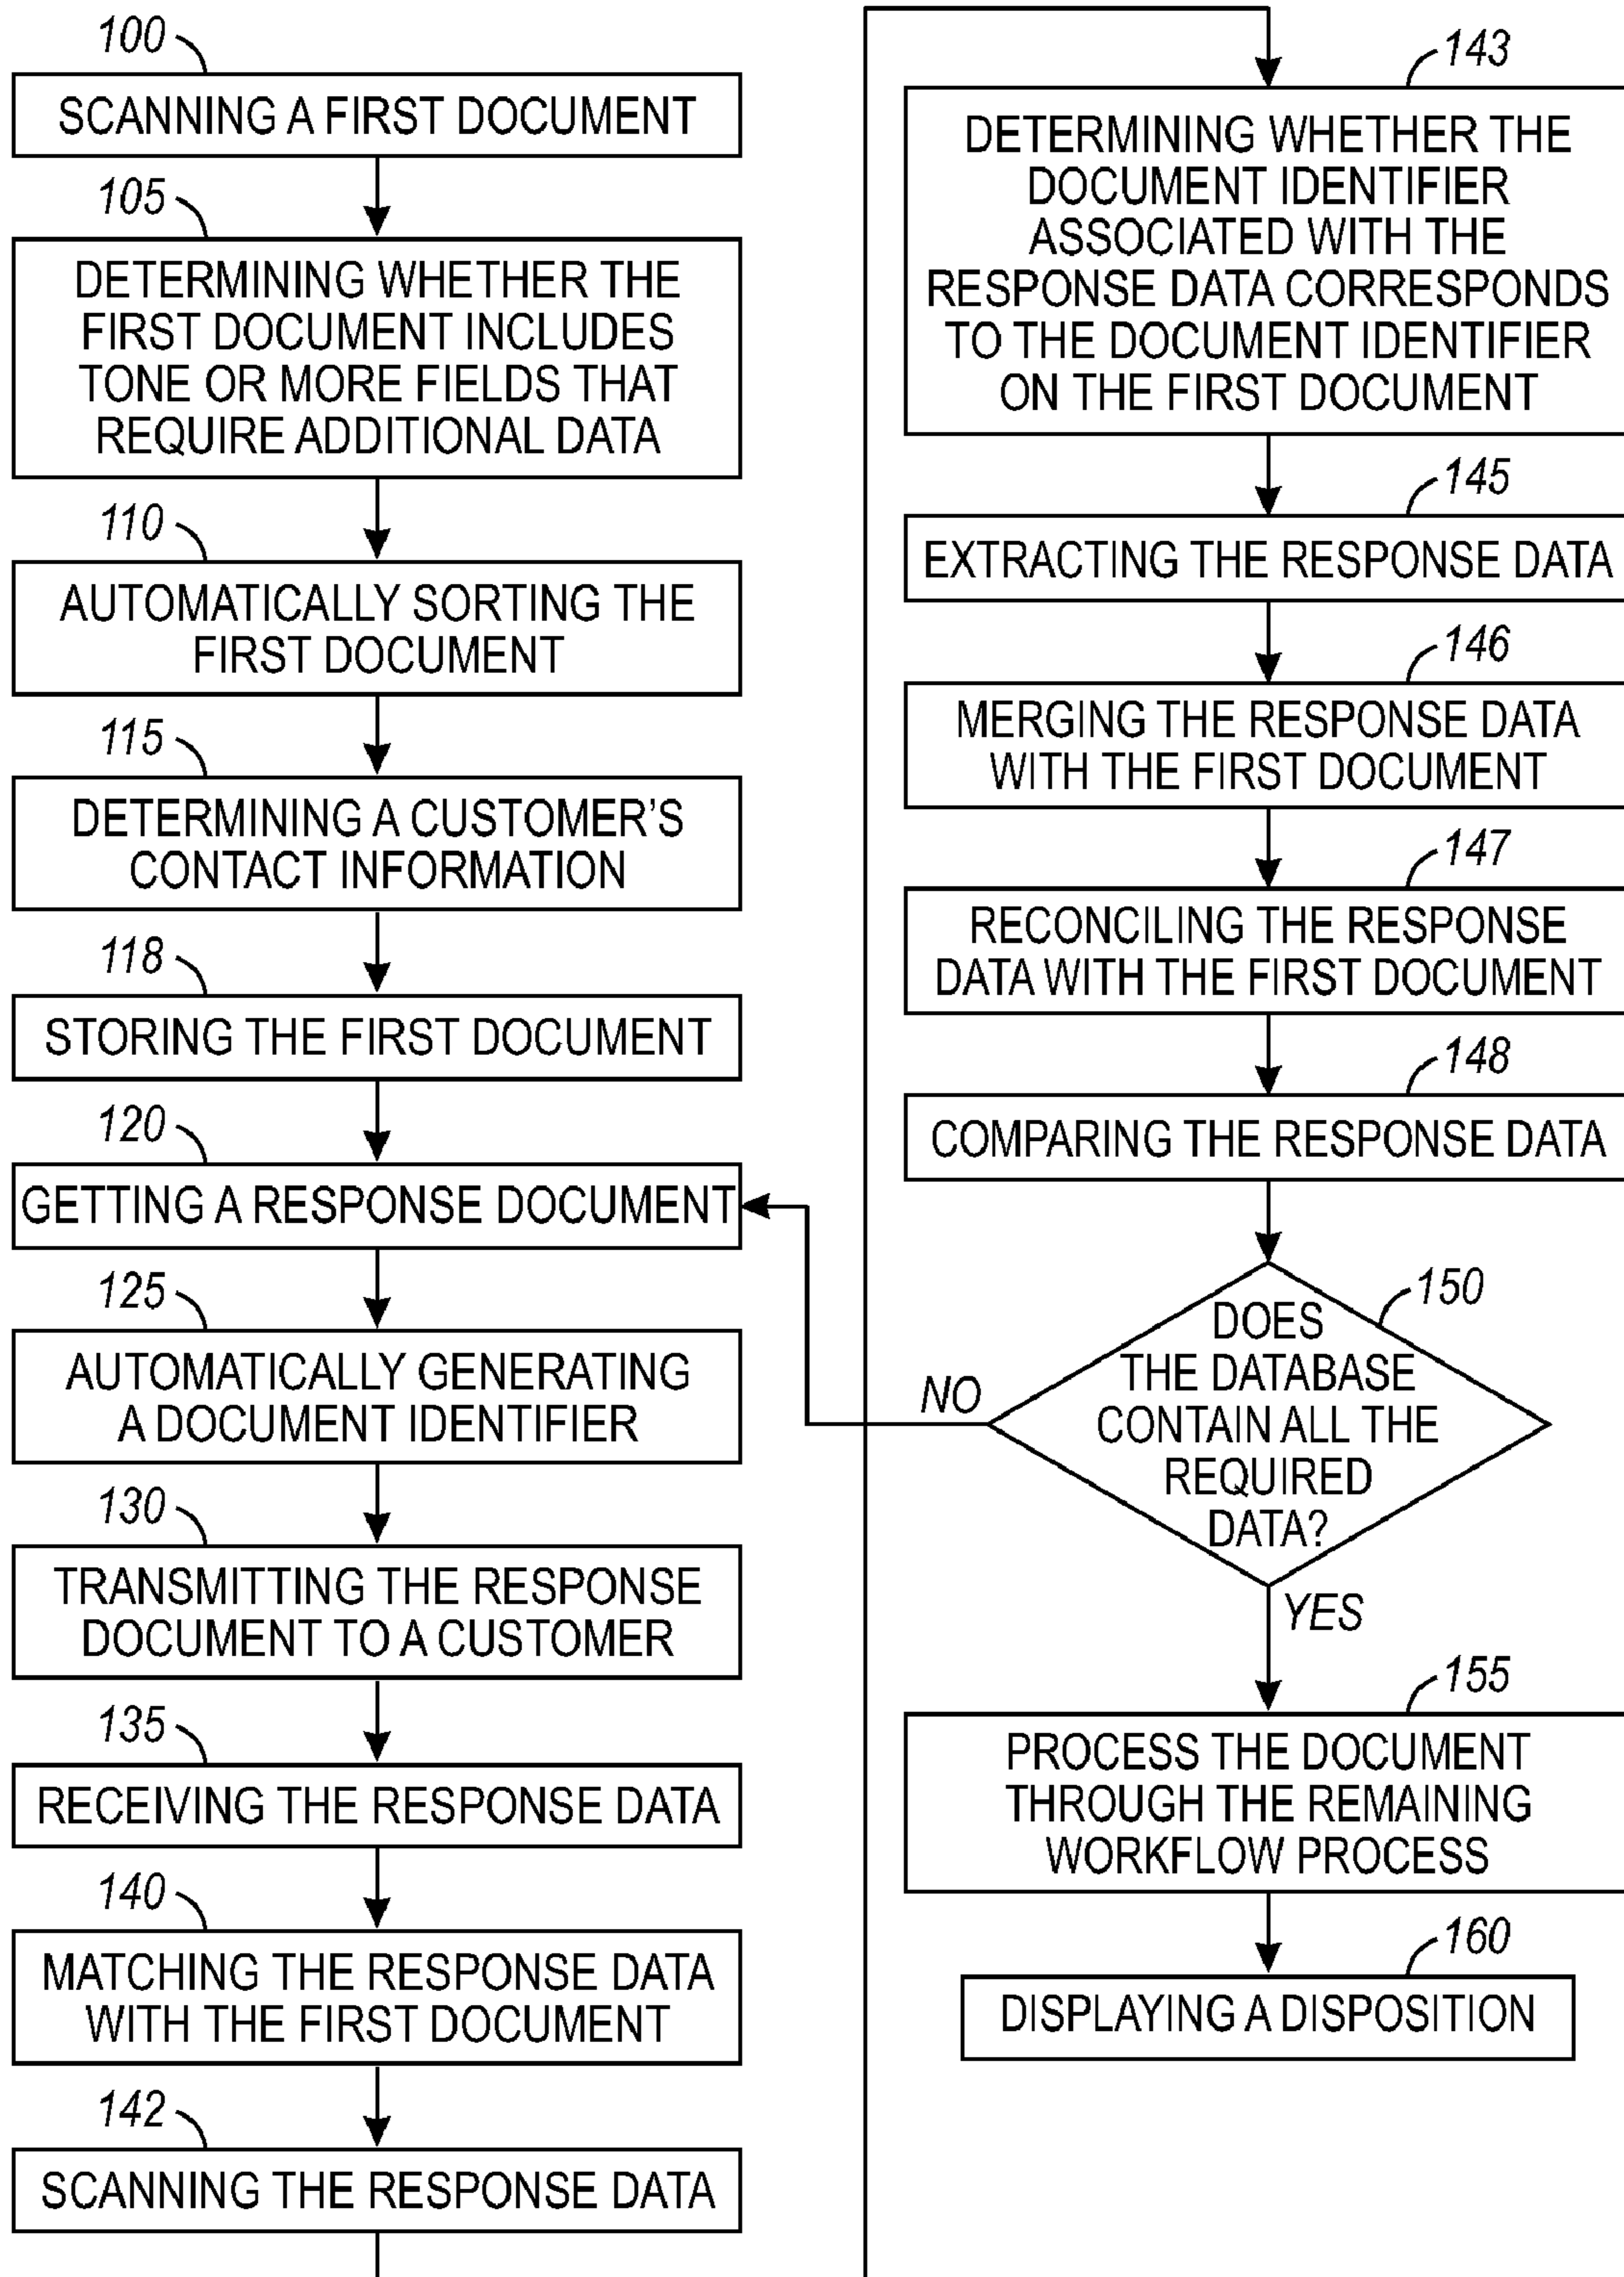 100
SCANNING A FIRST DOCUMENT
105
DETERMINING WHETHER THE
FIRST DOCUMENT INCLUDES
TONE OR MORE FIELDS THAT
REQUIRE ADDITIONAL DATA
110
AUTOMATICALLY SORTING THE
FIRST DOCUMENT
115
DETERMINING A CUSTOMER'S
CONTACT INFORMATION
118
STORING THE FIRST DOCUMENT
120
GETTING A RESPONSE DOCUMENT
125
AUTOMATICALLY GENERATING
A DOCUMENT IDENTIFIER
130
TRANSMITTING THE RESPONSE
DOCUMENT TO A CUSTOMER
135
RECEIVING THE RESPONSE DATA
140
MATCHING THE RESPONSE DATA
WITH THE FIRST DOCUMENT
142
SCANNING THE RESPONSE DATA
143
DETERMINING WHETHER THE
DOCUMENT IDENTIFIER
ASSOCIATED WITH THE
RESPONSE DATA CORRESPONDS
TO THE DOCUMENT IDENTIFIER
ON THE FIRST DOCUMENT
145
EXTRACTING THE RESPONSE DATA
146
MERGING THE RESPONSE DATA
WITH THE FIRST DOCUMENT
147
RECONCILING THE RESPONSE
DATA WITH THE FIRST DOCUMENT
148
COMPARING THE RESPONSE DATA
150
DOES
THE DATABASE
CONTAIN ALL THE
REQUIRED
DATA?
NO
YES
155
PROCESS THE DOCUMENT
THROUGH THE REMAINING
WORKFLOW PROCESS
160
DISPLAYING A DISPOSITION